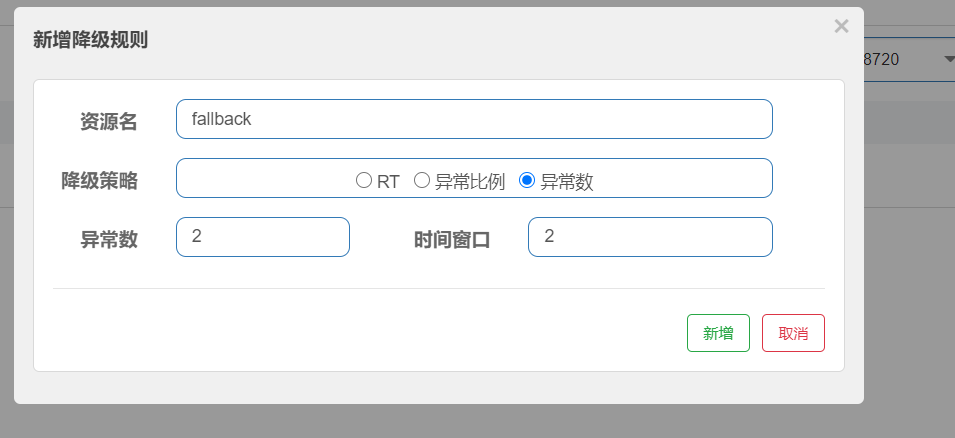 新增降级规则
×
8720
资源名
fallback
降级策略
RT 异常比例 异常数
异常数
2
时间窗口
2
新增
取消